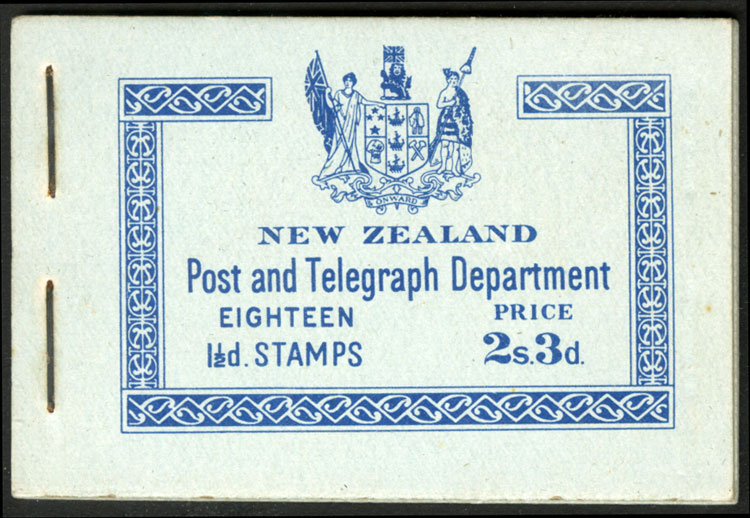 ONWARD
NEW ZEALAND
Post and Telegraph Department
EIGHTEEN PRICE
1½d. STAMPS 2s.3d.